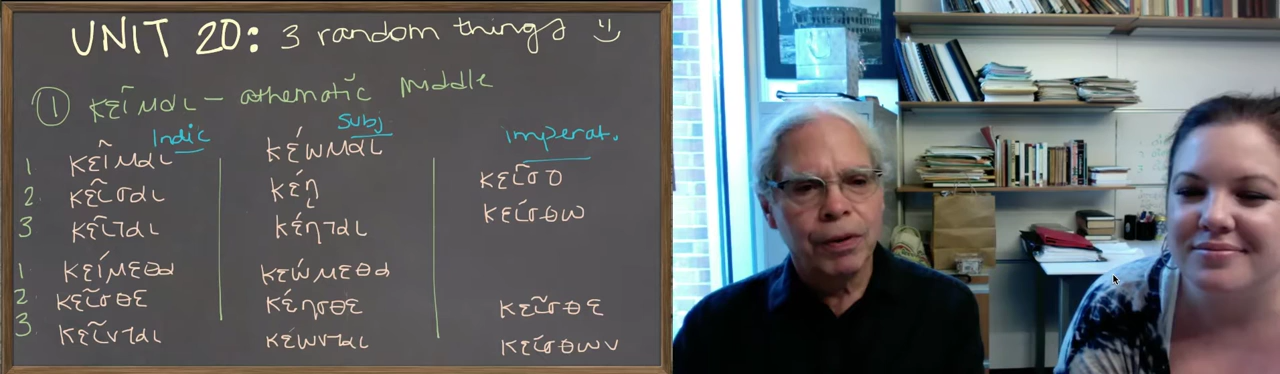 UNIT 20: 3 random things
① κεῖμαι – athematic Middle
Indic Subj imperat.
1 κεῖμαι κέωμαι
2 κεῖσαι κέῃ κεῖσο
3 κεῖται κέηται κείσθω
1 κείμεθα κεώμεθα
2 κεῖσθε κέησθε κεῖσθε
3 κεῖνται κέωνται κείσθων